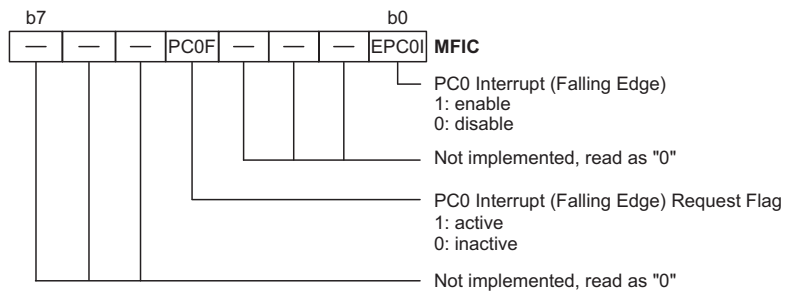 b7 b0
— — — PC0F — — — EPC0I MFIC
PC0 Interrupt (Falling Edge)
1: enable
0: disable
Not implemented, read as "0"
PC0 Interrupt (Falling Edge) Request Flag
1: active
0: inactive
Not implemented, read as "0"